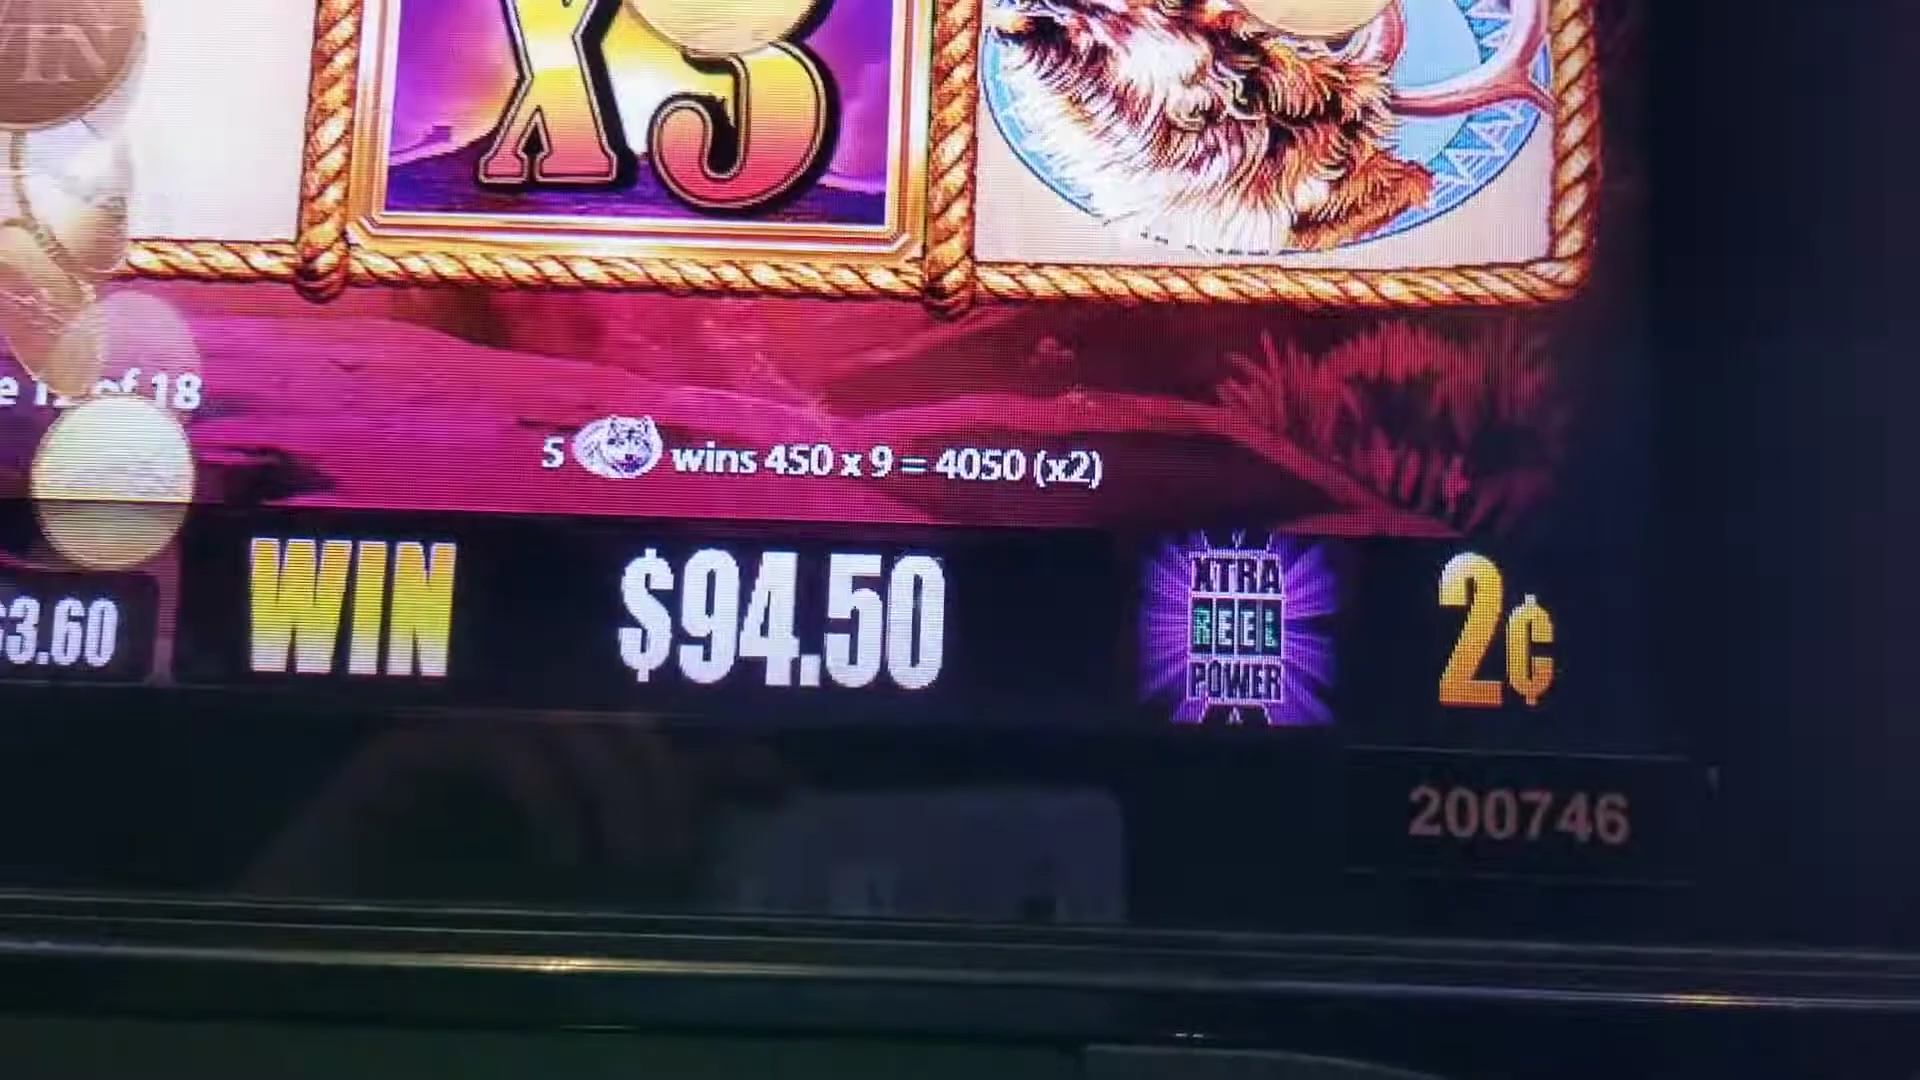 X3
of 18
5 wins 450 x 9 = 4050 (x2)
$3.60
WIN
$94.50
XTRA
REEL
POWER
2¢
200746